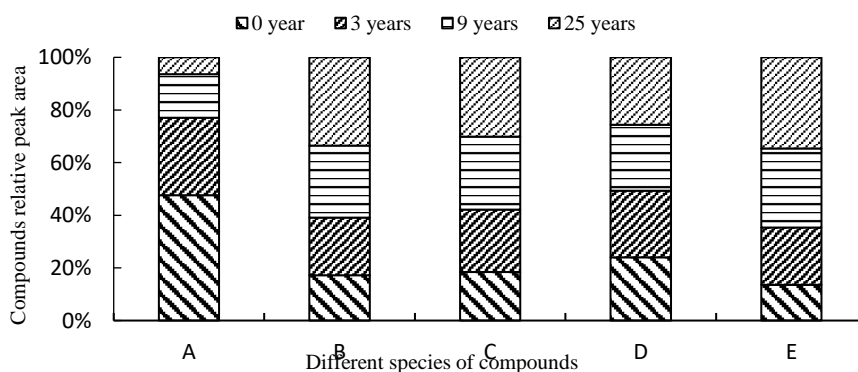 0 year 3 years 9 years 25 years
100%
80%
60%
40%
20%
0%
Compounds relative peak area
A B C D E
Different species of compounds